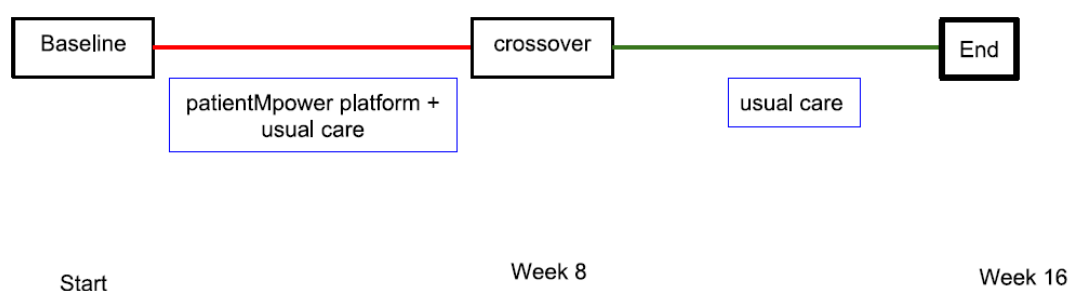 Baseline
crossover
End
patientMpower platform +
usual care
usual care
Start
Week 8
Week 16